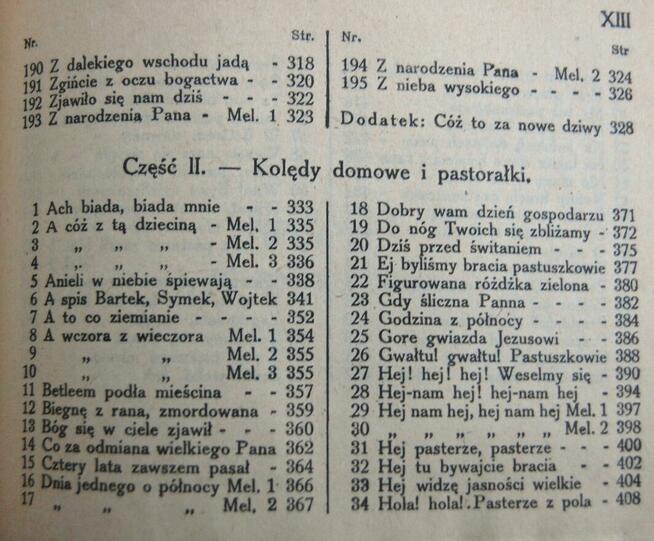 XIII
Nr. Str.
190 Z dalekiego wschodu jadą - 318
191 Zgińcie z oczu bogactwa - - 320
192 Zjawiło się nam dziś - - - 322
193 Z narodzenia Pana - Mel. 1 323
Nr. Str
194 Z narodzenia Pana - Mel. 2 324
195 Z nieba wysokiego - - - - 326
Dodatek: Cóż to za nowe dziwy 328
Część II. — Kolędy domowe i pastorałki.
1 Ach biada, biada mnie - - 333
2 A cóż z tą dzieciną - Mel. 1 335
3 „ „ „ - Mel. 2 335
4 „ „ „ - Mel. 3 336
5 Anieli w niebie śpiewają - - 338
6 A spis Bartek, Symek, Wojtek 341
7 A to co ziemianie - - - - 352
8 A wczora z wieczora Mel. 1 354
9 „ „ Mel. 2 355
10 „ „ Mel. 3 355
11 Betleem podła mieścina - - 357
12 Biegnę z rana, zmordowana - 359
13 Bóg się w ciele zjawił - - - 360
14 Co za odmiana wielkiego Pana 362
15 Cztery lata zawszem pasał - 364
16 Dnia jednego o północy Mel. 1 366
17 „ „ „ Mel. 2 367
18 Dobry wam dzień gospodarzu 371
19 Do nóg Twoich się zbliżamy - 372
20 Dziś przed świtaniem - - - 375
21 Ej byliśmy bracia pastuszkowie 377
22 Figurowana różdżka zielona - 380
23 Gdy śliczna Panna - - - - 382
24 Godzina z północy - - - - 384
25 Gore gwiazda Jezusowi - - 386
26 Gwałtu! gwałtu! Pastuszkowie 388
27 Hej! hej! hej! Weselmy się - 390
28 Hej-nam hej! hej-nam hej - 394
29 Hej nam hej, hej nam hej Mel. 1 397
30 „ „ „ „ „ „ Mel. 2 398
31 Hej pasterze, pasterze - - - 400
32 Hej tu bywajcie bracia - - 402
33 Hej widzę jasności wielkie - 404
34 Hola! hola!. Pasterze z pola - 408